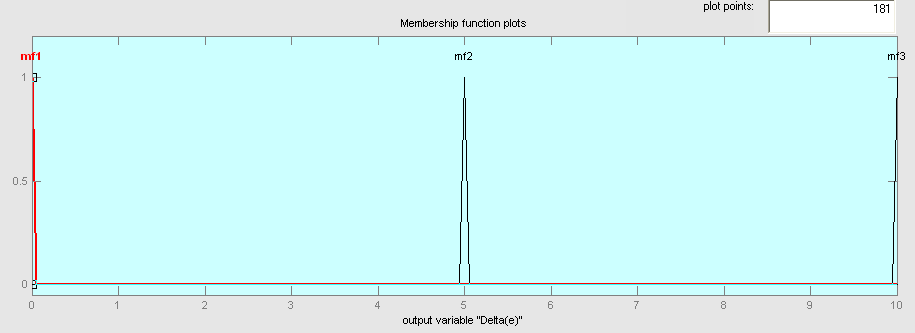 plot points: 181
Membership function plots
mf1 mf2 mf3
1
0.5
0
0 1 2 3 4 5 6 7 8 9 10
output variable "Delta(e)"